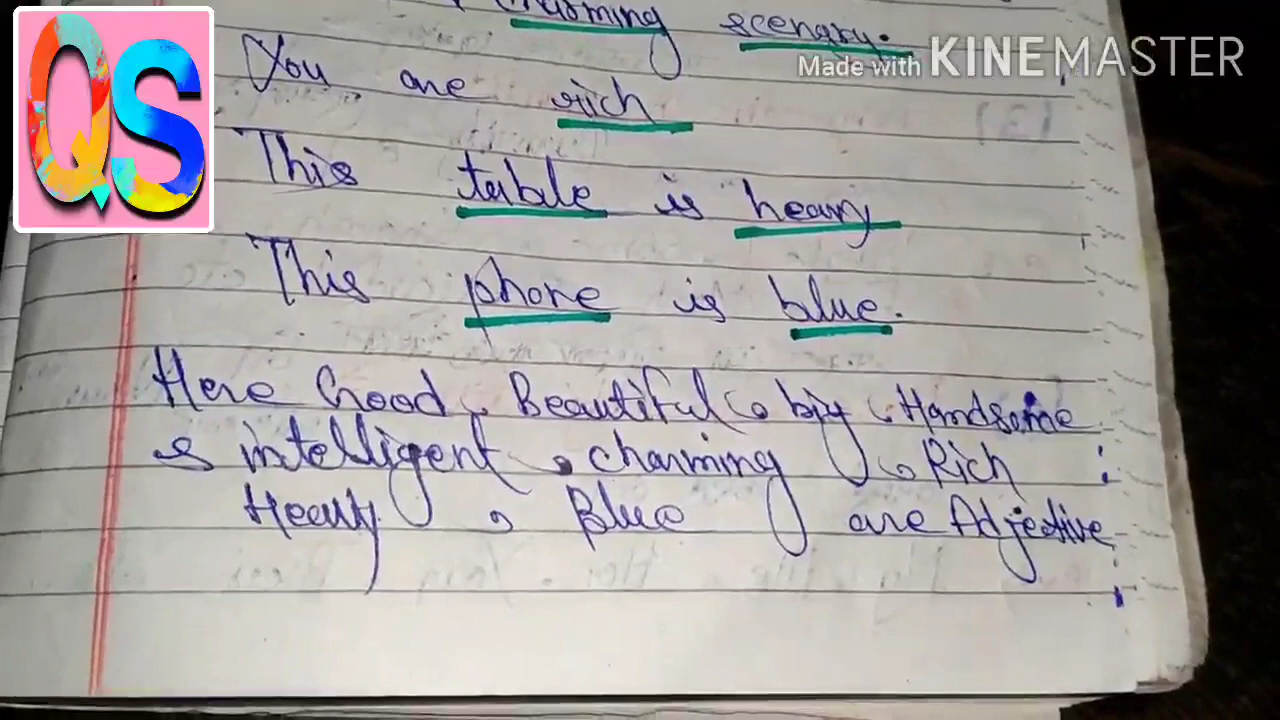 charming scenary.
You are rich
This table is heavy
This phone is blue.
Here Good, Beautiful, big, Handsome
, intelligent, charming, Rich
Heavy, Blue are Adjective
QS
Made with KINEMASTER